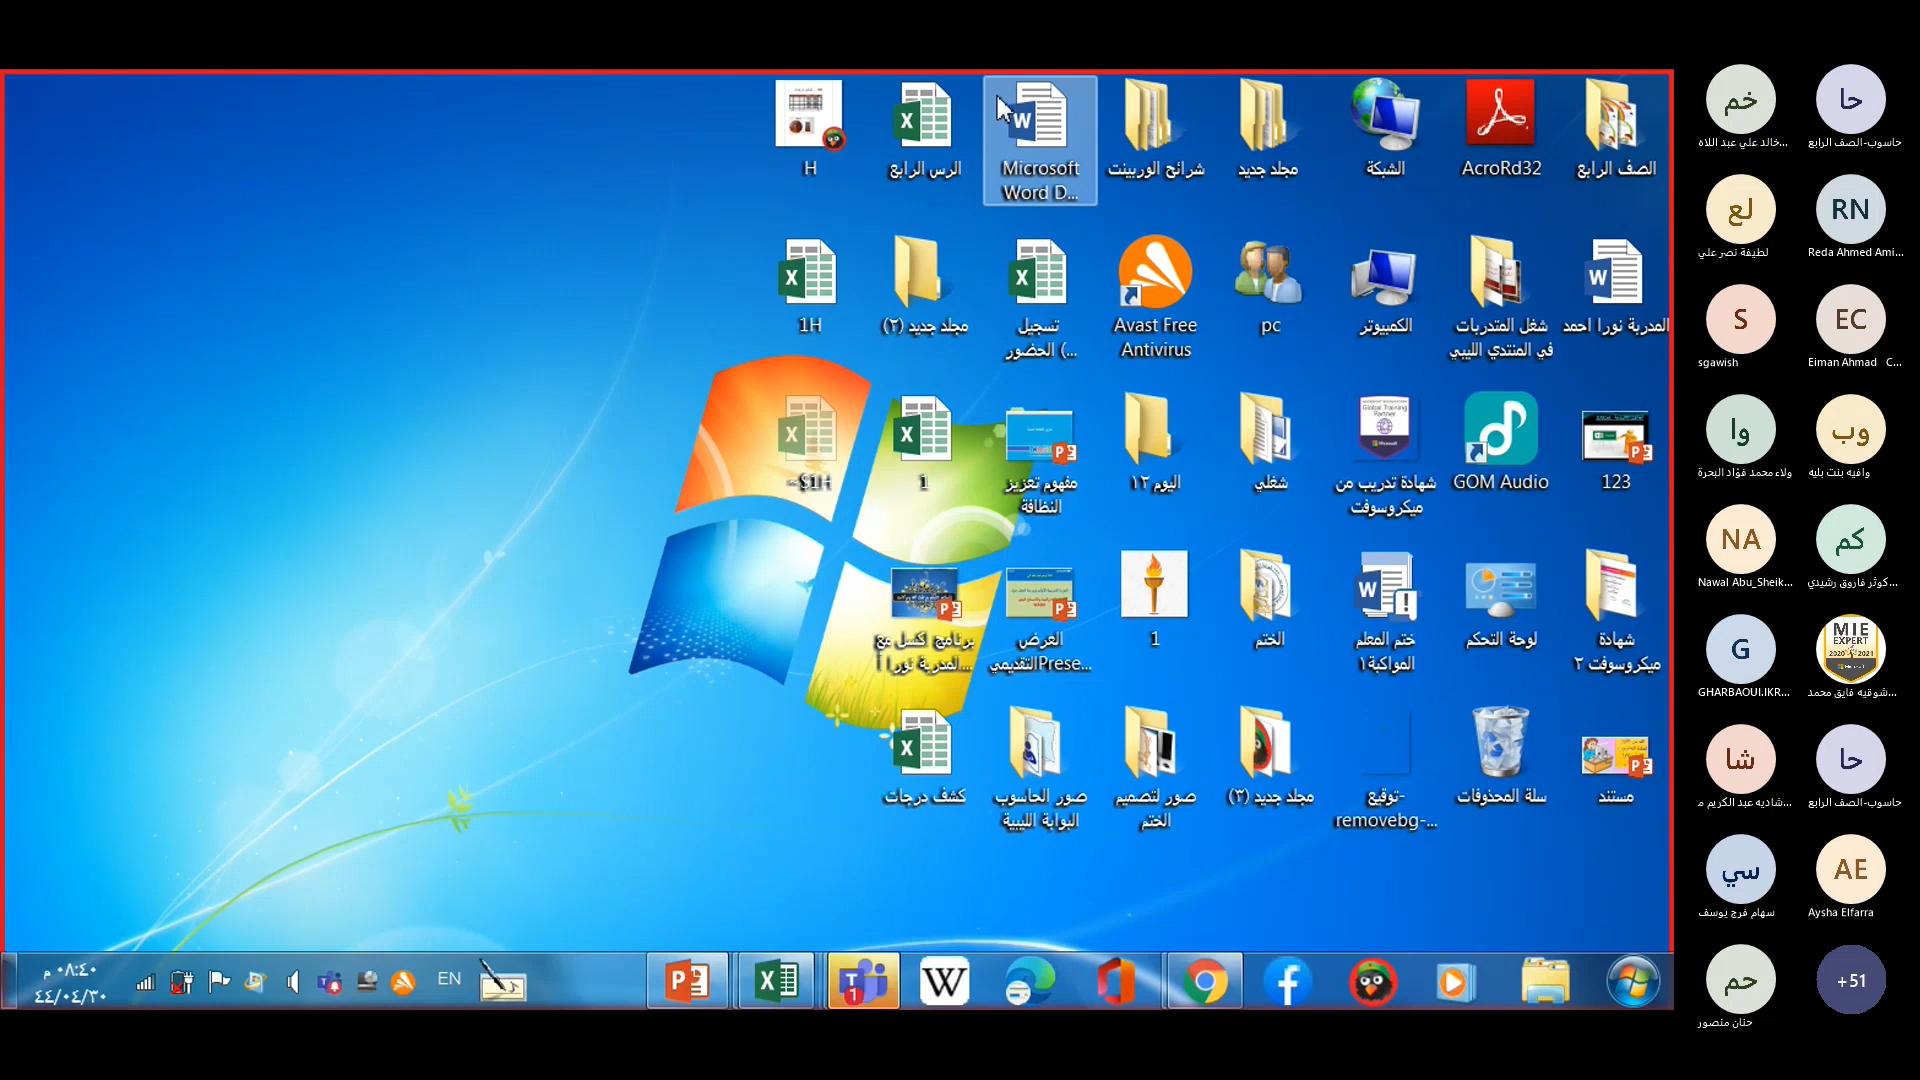 الصف الرابع
AcroRd32
الشبكة
مجلد جديد
شرائح الوربينت
Microsoft
Word D...
الرس الرابع
H
المدربة نورا احمد
شغل المتدربات
في المنتدي الليبي
الكمبيوتر
pc
Avast Free
Antivirus
تسجيل
الحضور (...
مجلد جديد (٢)
1H
123
GOM Audio
شهادة تدريب من
ميكروسوفت
شغلي
اليوم ١٢
مفهوم تعزيز
النظافة
1
~$1H
شهادة
ميكروسوفت ٢
لوحة التحكم
ختم المعلم
المواكبة١
الختم
1
العرض
التقديميPrese...
برنامج كسل مع
المدربة نورا أ...
مستند
سلة المحذوفات
توقيع-
removebg-...
مجلد جديد (٣)
صور لتصميم
الختم
صور الحاسوب
البوابة الليبية
كشف درجات
٠٨:٤٠ م
٤٤/٠٤/٣٠
EN
خم
خالد علي عبد اللاه...
حا
حاسوب-الصف الرابع
لع
لطيفة نصر علي
RN
Reda Ahmed Ami...
S
sgawish
EC
Eiman Ahmad C...
وا
ولاء محمد فؤاد البحرة
وب
وافيه بنت بليه
NA
Nawal Abu_Sheik...
كم
كوثر فاروق رشيدي...
G
GHARBAOUI.IKR...
MIE
EXPERT
2020 2021
Microsoft
شوقيه فايق محمد...
شا
شاديه عبد الكريم م...
حا
حاسوب-الصف الرابع
سي
سهام فرج يوسف
AE
Aysha Elfarra
حم
حنان منصور
+51